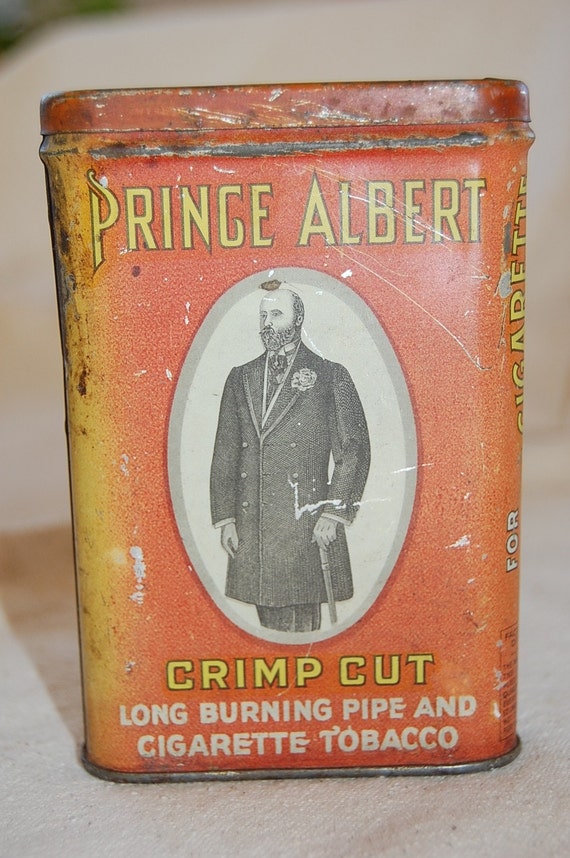 PRINCE ALBERT
CRIMP CUT
LONG BURNING PIPE AND
CIGARETTE TOBACCO
FOR CIGARETTE